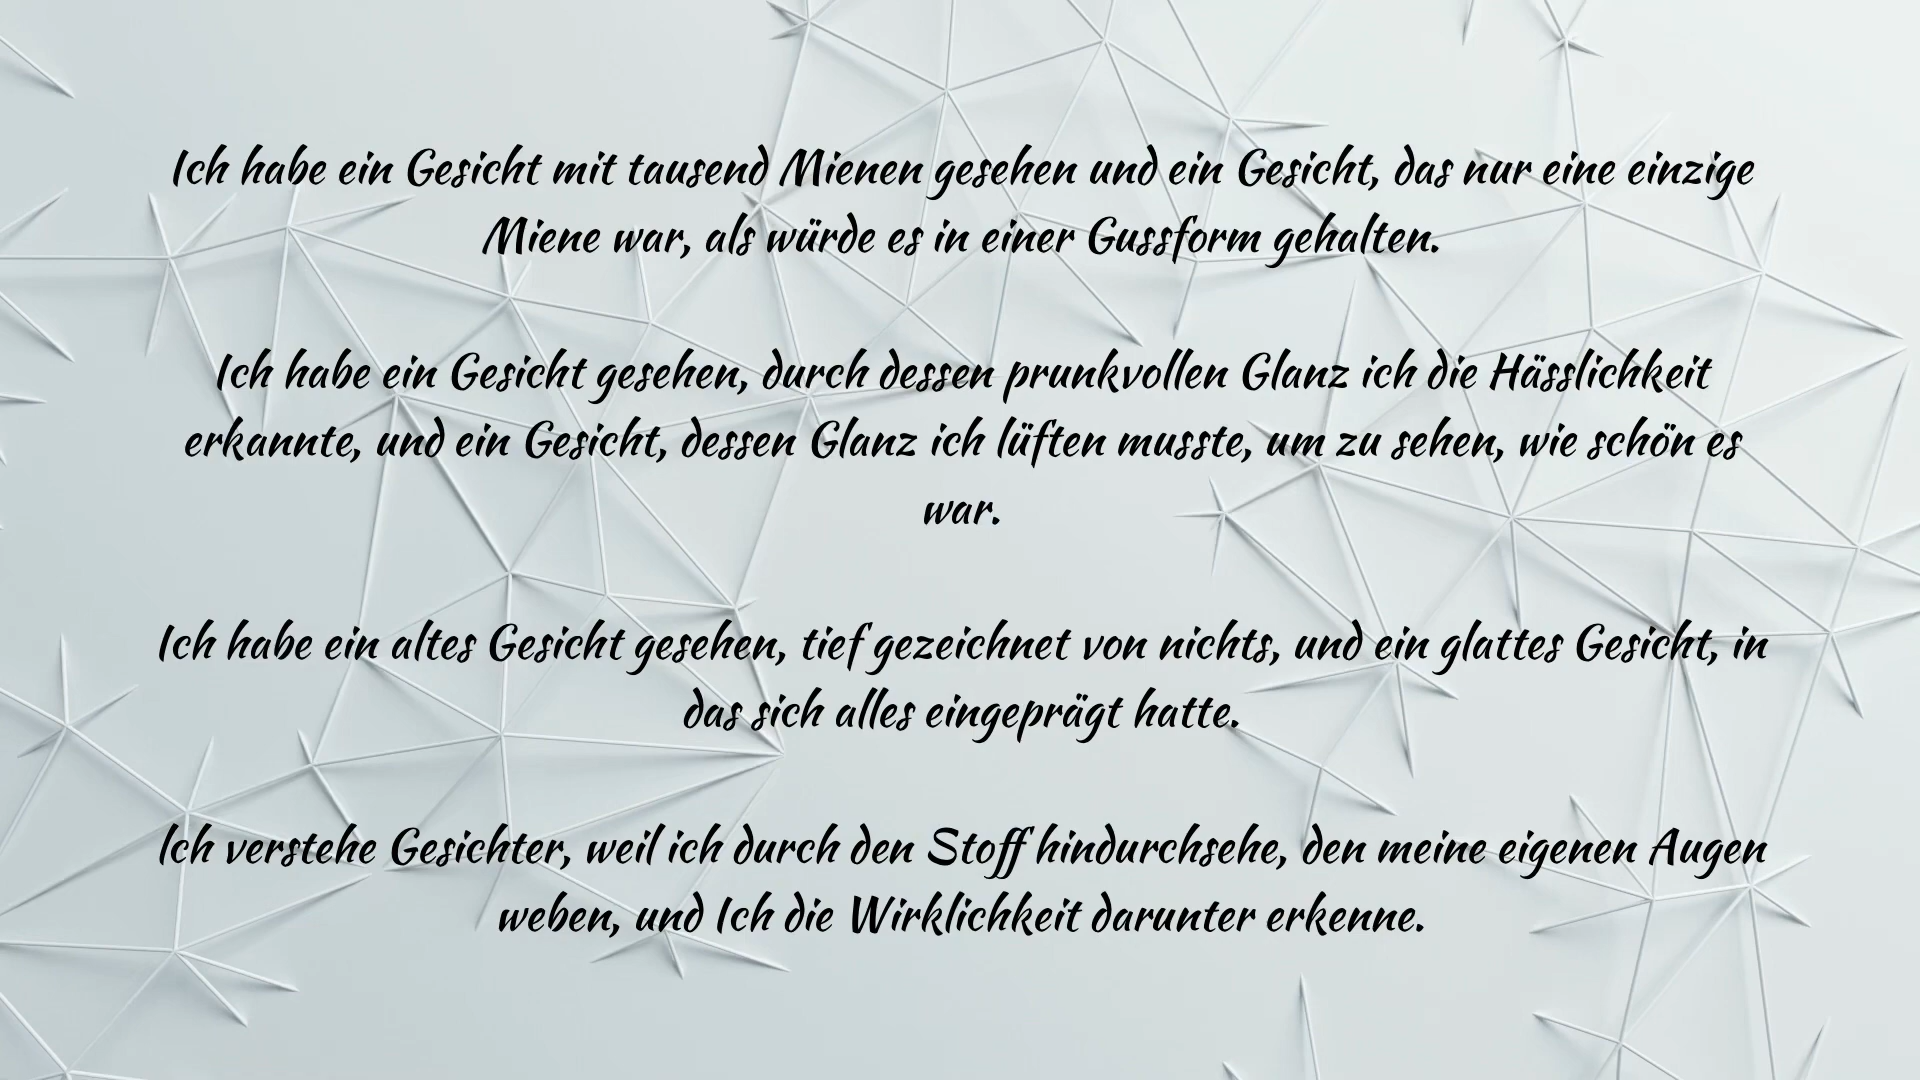 Ich habe ein Gesicht mit tausend Mienen gesehen und ein Gesicht, das nur eine einzige
Miene war, als würde es in einer Gussform gehalten.
Ich habe ein Gesicht gesehen, durch dessen prunkvollen Glanz ich die Hässlichkeit
erkannte, und ein Gesicht, dessen Glanz ich lüften musste, um zu sehen, wie schön es
war.
Ich habe ein altes Gesicht gesehen, tief gezeichnet von nichts, und ein glattes Gesicht, in
das sich alles eingeprägt hatte.
Ich verstehe Gesichter, weil ich durch den Stoff hindurchsehe, den meine eigenen Augen
weben, und Ich die Wirklichkeit darunter erkenne.